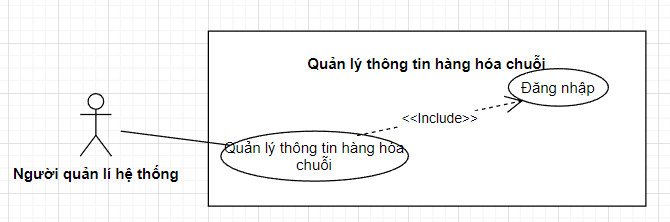 Quản lý thông tin hàng hóa chuỗi
Đăng nhập
<<Include>>
Quản lý thông tin hàng hóa
chuỗi
Người quản lí hệ thống